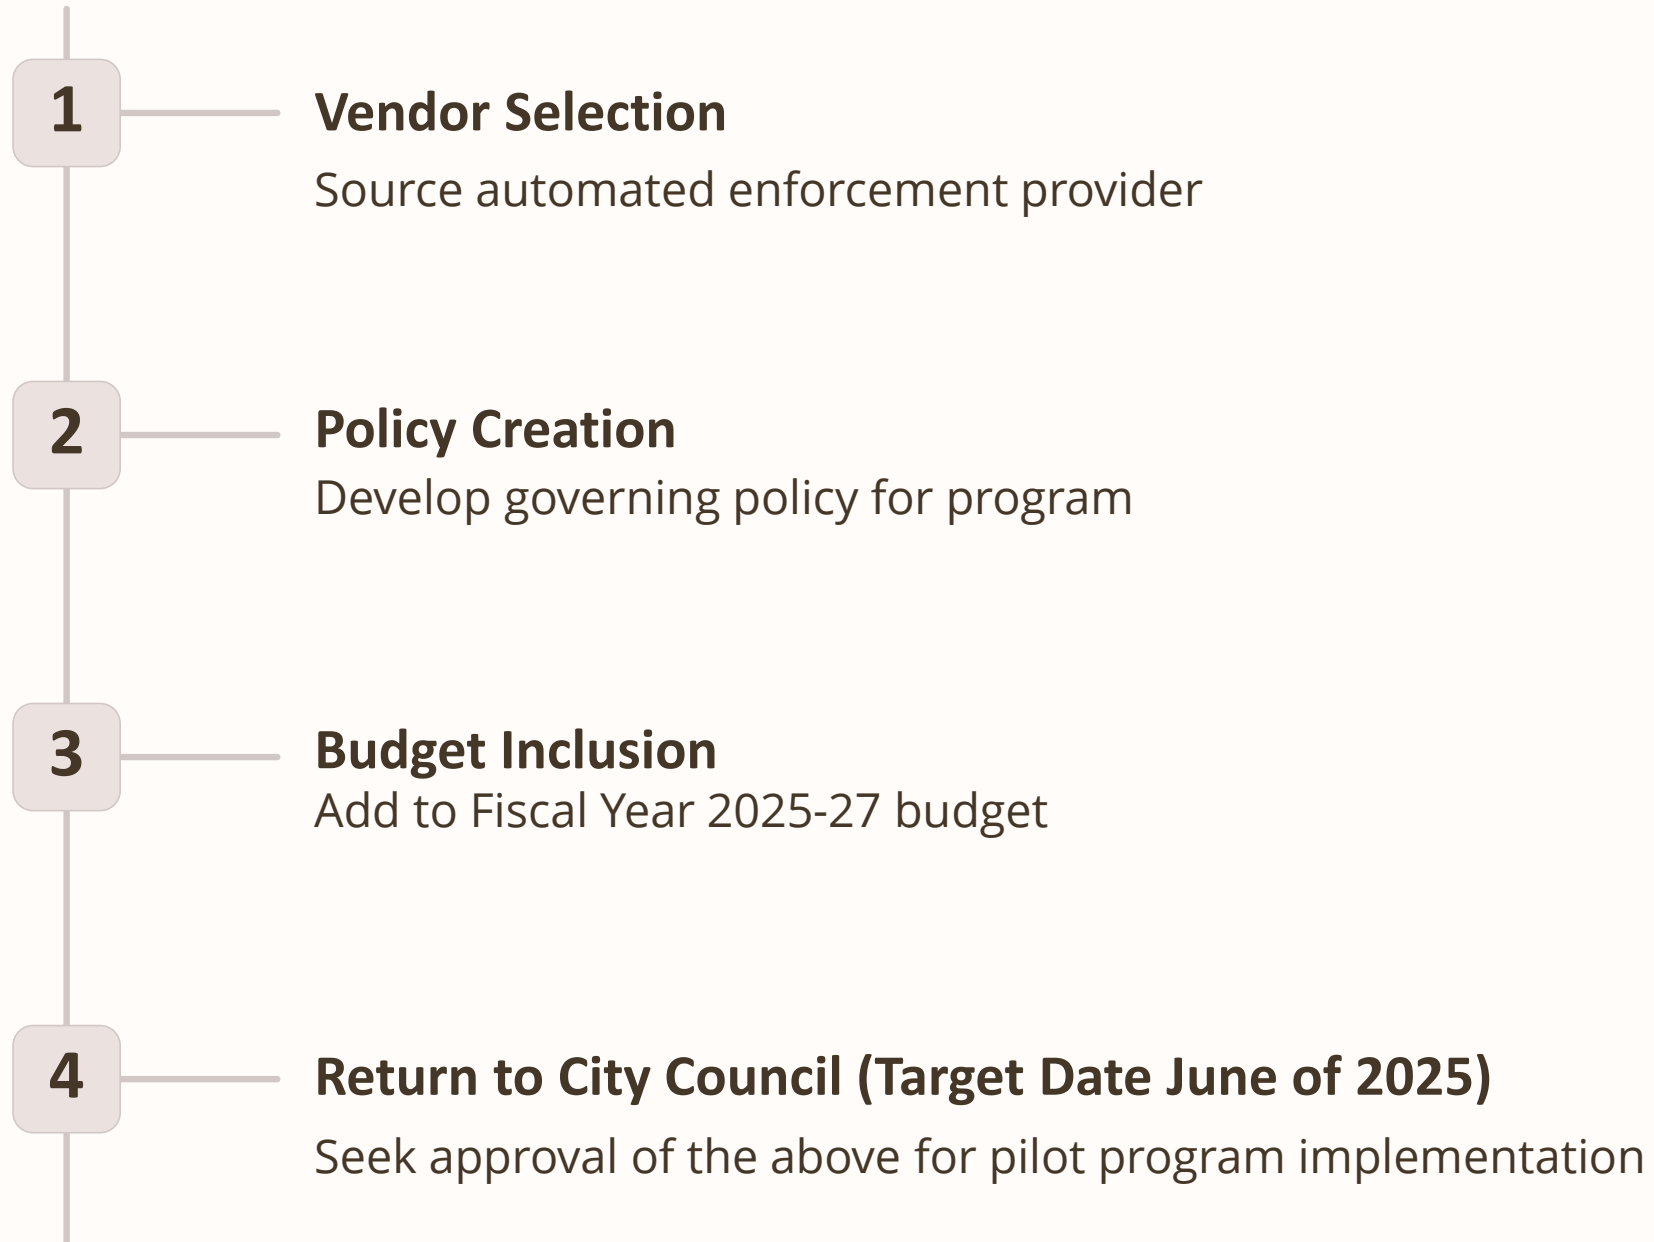 1
Vendor Selection
Source automated enforcement provider
2
Policy Creation
Develop governing policy for program
3
Budget Inclusion
Add to Fiscal Year 2025-27 budget
4
Return to City Council (Target Date June of 2025)
Seek approval of the above for pilot program implementation